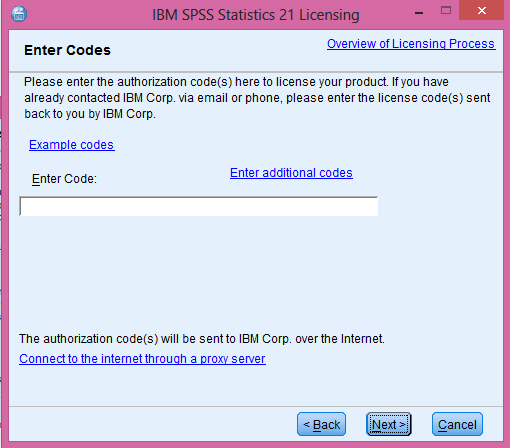 IBM SPSS Statistics 21 Licensing
Enter Codes
Overview of Licensing Process
Please enter the authorization code(s) here to license your product. If you have
already contacted IBM Corp. via email or phone, please enter the license code(s) sent
back to you by IBM Corp.
Example codes
Enter Code:
Enter additional codes
The authorization code(s) will be sent to IBM Corp. over the Internet.
Connect to the internet through a proxy server
< Back
Next >
Cancel